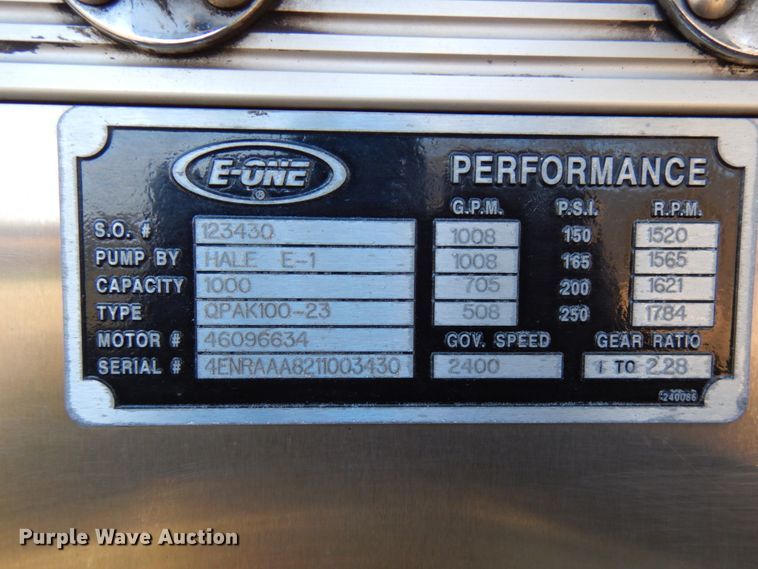 E-ONE ® PERFORMANCE
G.P.M. P.S.I. R.P.M.
S.O. # 123430 1008 150 1520
PUMP BY HALE E-1 1008 165 1565
CAPACITY 1000 705 200 1621
TYPE QPAK100-23 508 250 1784
MOTOR # 46096634 GOV. SPEED GEAR RATIO
SERIAL # 4ENRAAA8211003430 2400 1 TO 2.28
240086
Purple Wave Auction